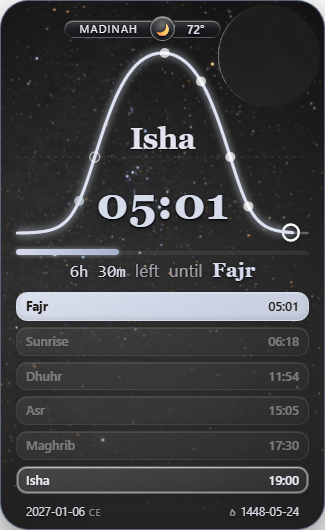 MADINAH 72°
Isha
05:01
6h 30m left until Fajr
Fajr 05:01
Sunrise 06:18
Dhuhr 11:54
Asr 15:05
Maghrib 17:30
Isha 19:00
2027-01-06 CE 1448-05-24